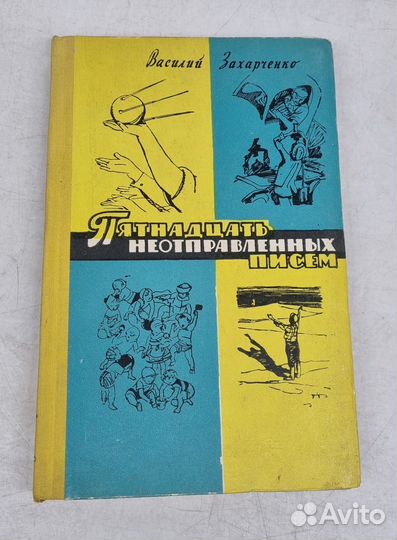 Василий Захарченко
Пятнадцать
неотправленных
писем
Avito